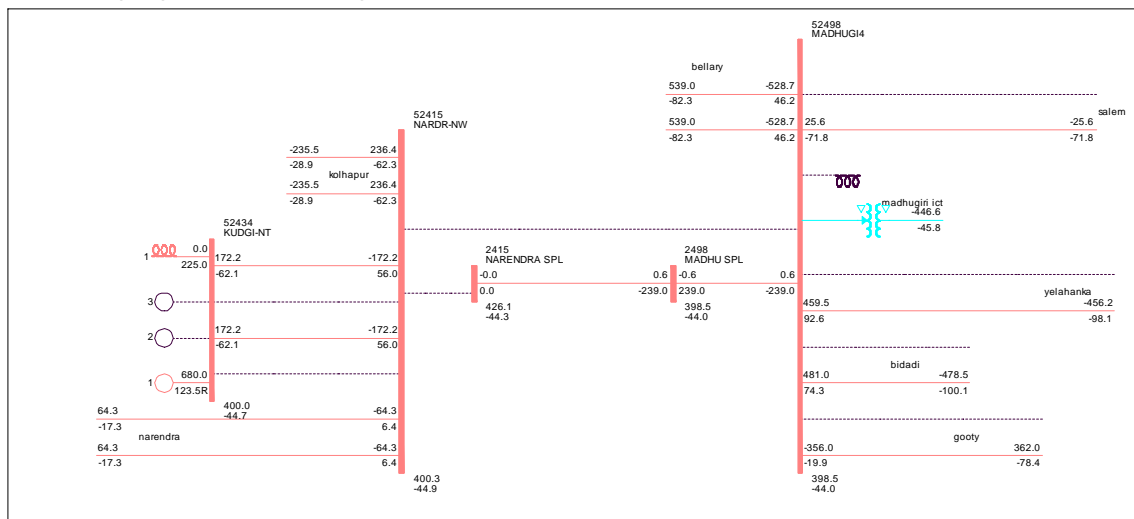 52498
MADHUGI4
bellary
539.0 -528.7
-82.3 46.2
salem
539.0 -528.7 25.6 -25.6
-82.3 46.2 -71.8 -71.8
52415
NARDR-NW
-235.5 236.4
-28.9 -62.3
kolhapur
-235.5 236.4
-28.9 -62.3
madhugiri ict
-446.6
-45.8
52434
KUDGI-NT
1 0.0
225.0
172.2 -172.2
-62.1 56.0
3
2
172.2 -172.2
-62.1 56.0
1 680.0
123.5R
400.0
-44.7
2415
NARENDRA SPL
-0.0 0.6
0.0 -239.0
426.1
-44.3
2498
MADHU SPL
-0.6 0.6
239.0 -239.0
398.5
-44.0
yelahanka
459.5 -456.2
92.6 -98.1
bidadi
481.0 -478.5
74.3 -100.1
gooty
-356.0 362.0
-19.9 -78.4
398.5
-44.0
64.3 -64.3
-17.3 6.4
narendra
64.3 -64.3
-17.3 6.4
400.3
-44.9